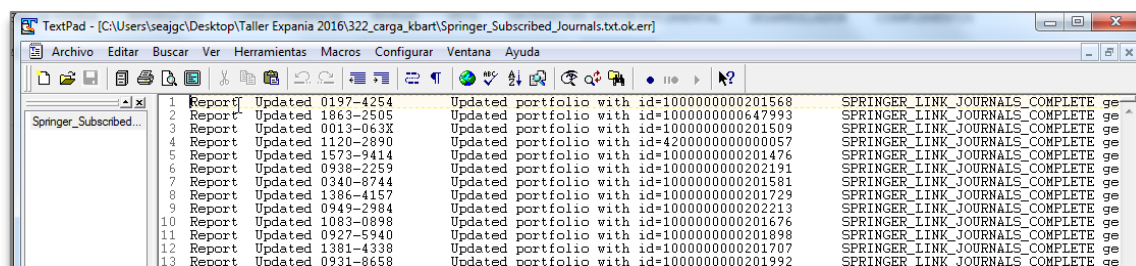 TextPad - [C:\Users\seajgc\Desktop\Taller Expania 2016\322_carga_kbart\Springer_Subscribed_Journals.txt.ok.err]
Archivo Editar Buscar Ver Herramientas Macros Configurar Ventana Ayuda
Springer_Subscribed...
1 Report Updated 0197-4254 Updated portfolio with id=1000000000201568 SPRINGER_LINK_JOURNALS_COMPLETE ge
2 Report Updated 1863-2505 Updated portfolio with id=1000000000647993 SPRINGER_LINK_JOURNALS_COMPLETE ge
3 Report Updated 0013-063X Updated portfolio with id=1000000000201509 SPRINGER_LINK_JOURNALS_COMPLETE ge
4 Report Updated 1120-2890 Updated portfolio with id=4200000000000057 SPRINGER_LINK_JOURNALS_COMPLETE ge
5 Report Updated 1573-9414 Updated portfolio with id=1000000000201476 SPRINGER_LINK_JOURNALS_COMPLETE ge
6 Report Updated 0938-2259 Updated portfolio with id=1000000000202191 SPRINGER_LINK_JOURNALS_COMPLETE ge
7 Report Updated 0340-8744 Updated portfolio with id=1000000000201581 SPRINGER_LINK_JOURNALS_COMPLETE ge
8 Report Updated 1386-4157 Updated portfolio with id=1000000000201729 SPRINGER_LINK_JOURNALS_COMPLETE ge
9 Report Updated 0949-2984 Updated portfolio with id=1000000000202213 SPRINGER_LINK_JOURNALS_COMPLETE ge
10 Report Updated 1083-0898 Updated portfolio with id=1000000000201676 SPRINGER_LINK_JOURNALS_COMPLETE ge
11 Report Updated 0927-5940 Updated portfolio with id=1000000000201898 SPRINGER_LINK_JOURNALS_COMPLETE ge
12 Report Updated 1381-4338 Updated portfolio with id=1000000000201707 SPRINGER_LINK_JOURNALS_COMPLETE ge
13 Report Updated 0931-8658 Updated portfolio with id=1000000000201992 SPRINGER_LINK_JOURNALS_COMPLETE ge